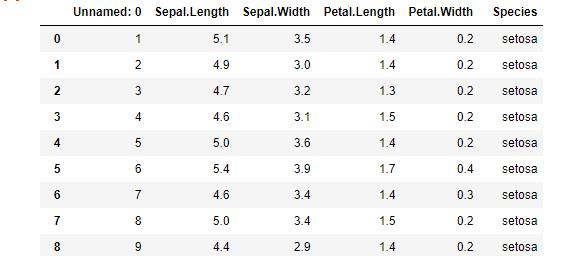 Unnamed: 0 Sepal.Length Sepal.Width Petal.Length Petal.Width Species
0 1 5.1 3.5 1.4 0.2 setosa
1 2 4.9 3.0 1.4 0.2 setosa
2 3 4.7 3.2 1.3 0.2 setosa
3 4 4.6 3.1 1.5 0.2 setosa
4 5 5.0 3.6 1.4 0.2 setosa
5 6 5.4 3.9 1.7 0.4 setosa
6 7 4.6 3.4 1.4 0.3 setosa
7 8 5.0 3.4 1.5 0.2 setosa
8 9 4.4 2.9 1.4 0.2 setosa